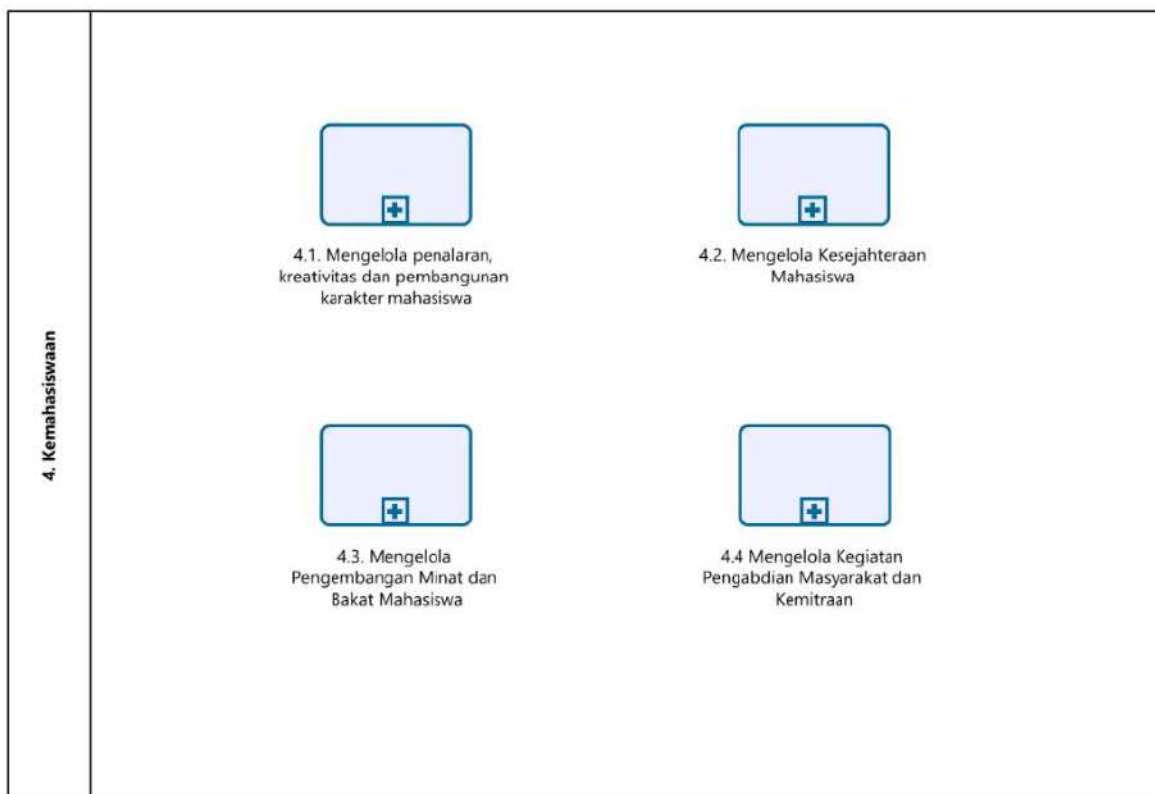 4. Kemahasiswaan
4.1. Mengelola penalaran,
kreativitas dan pembangunan
karakter mahasiswa
4.2. Mengelola Kesejahteraan
Mahasiswa
4.3. Mengelola
Pengembangan Minat dan
Bakat Mahasiswa
4.4 Mengelola Kegiatan
Pengabdian Masyarakat dan
Kemitraan